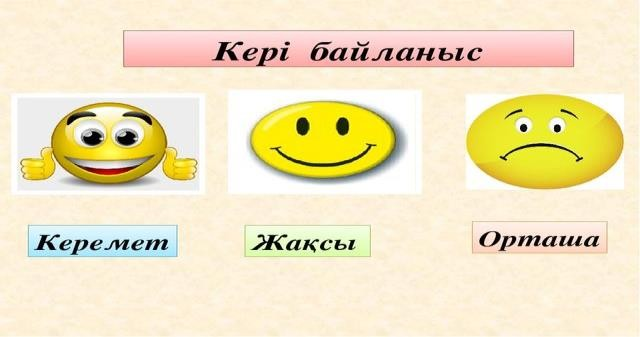 Кері байланыс
Керемет
Жақсы
Орташа